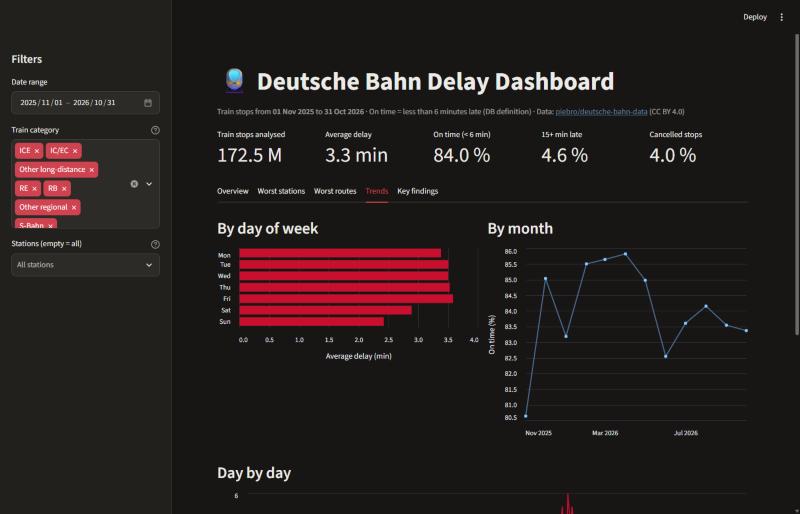 Deploy
Filters
Date range
2025/11/01 – 2026/10/31
Train category
ICE × IC/EC ×
Other long-distance ×
RE × RB ×
Other regional ×
S-Bahn ×
Stations (empty = all)
All stations
Deutsche Bahn Delay Dashboard
Train stops from 01 Nov 2025 to 31 Oct 2026 · On time = less than 6 minutes late (DB definition) · Data: piebro/deutsche-bahn-data (CC BY 4.0)
Train stops analysed
172.5 M
Average delay
3.3 min
On time (< 6 min)
84.0 %
15+ min late
4.6 %
Cancelled stops
4.0 %
Overview Worst stations Worst routes Trends Key findings
By day of week
Mon
Tue
Wed
Thu
Fri
Sat
Sun
0.0 0.5 1.0 1.5 2.0 2.5 3.0 3.5 4.0
Average delay (min)
By month
86.0
85.5
85.0
84.5
84.0
83.5
83.0
82.5
82.0
81.5
81.0
80.5
On time (%)
Nov 2025 Mar 2026 Jul 2026
Day by day
6